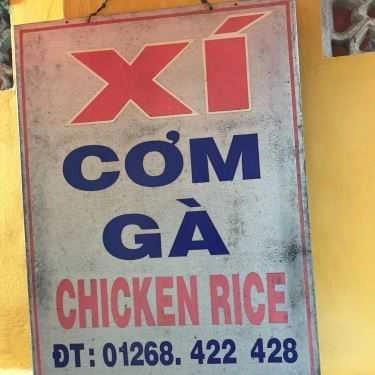 XÍ
CƠM
GÀ
CHICKEN RICE
ĐT: 01268. 422 428